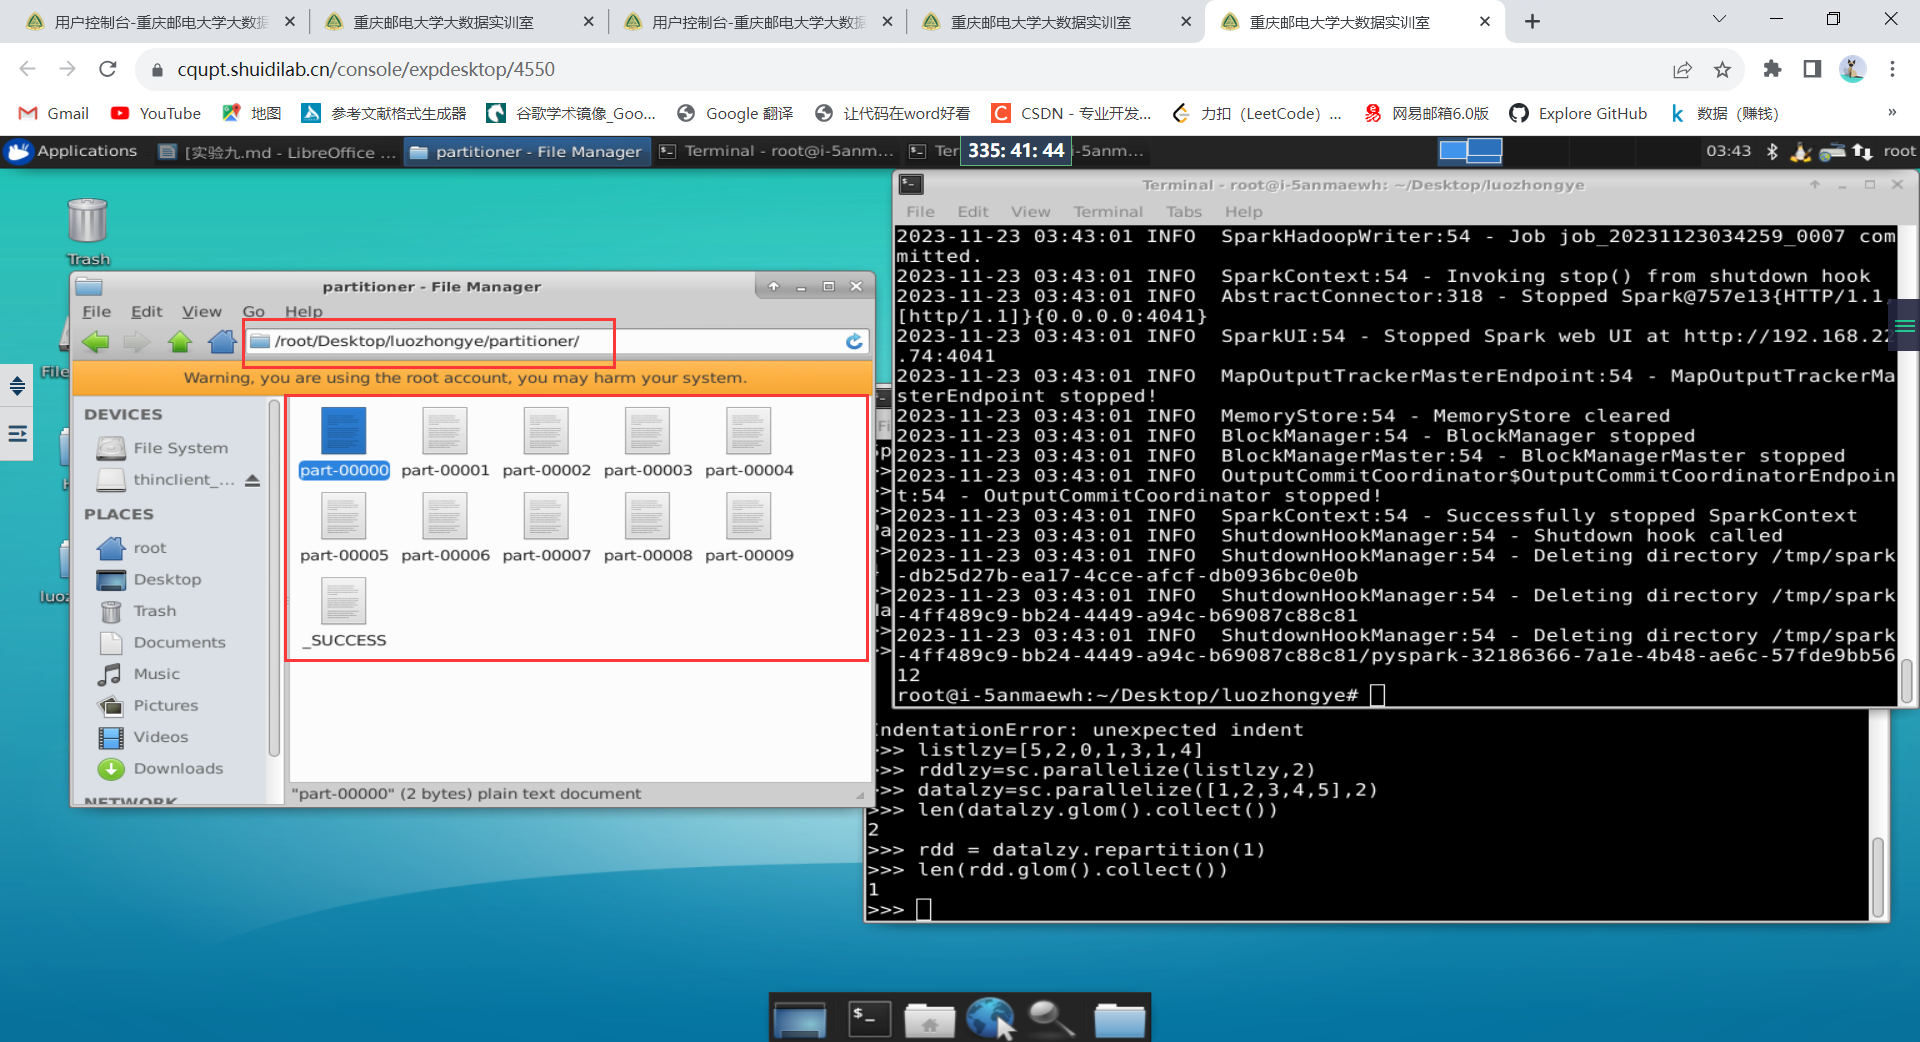 用户控制台-重庆邮电大学大数据
重庆邮电大学大数据实训室
用户控制台-重庆邮电大学大数据
重庆邮电大学大数据实训室
重庆邮电大学大数据实训室
cqupt.shuidilab.cn/console/expdesktop/4550
Gmail
YouTube
地图
参考文献格式生成器
谷歌学术镜像_Goo...
Google 翻译
让代码在word好看
CSDN - 专业开发...
力扣（LeetCode）...
网易邮箱6.0版
Explore GitHub
数据（赚钱）
»
Applications
[实验九.md - LibreOffice ...
partitioner - File Manager
Terminal - root@i-5anm...
Ter
335: 41: 44
i-5anm...
03:43
root
Trash
File
luoz
partitioner - File Manager
File Edit View Go Help
/root/Desktop/luozhongye/partitioner/
Warning, you are using the root account, you may harm your system.
DEVICES
File System
thinclient_...
PLACES
root
Desktop
Trash
Documents
Music
Pictures
Videos
Downloads
NETWORK
part-00000 part-00001 part-00002 part-00003 part-00004
part-00005 part-00006 part-00007 part-00008 part-00009
_SUCCESS
"part-00000" (2 bytes) plain text document
Terminal - root@i-5anmaewh: ~/Desktop/luozhongye
File Edit View Terminal Tabs Help
2023-11-23 03:43:01 INFO  SparkHadoopWriter:54 - Job job_20231123034259_0007 com
mitted.
2023-11-23 03:43:01 INFO  SparkContext:54 - Invoking stop() from shutdown hook
2023-11-23 03:43:01 INFO  AbstractConnector:318 - Stopped Spark@757e13{HTTP/1.1,
[http/1.1]}{0.0.0.0:4041}
2023-11-23 03:43:01 INFO  SparkUI:54 - Stopped Spark web UI at http://192.168.22
.74:4041
2023-11-23 03:43:01 INFO  MapOutputTrackerMasterEndpoint:54 - MapOutputTrackerMa
sterEndpoint stopped!
2023-11-23 03:43:01 INFO  MemoryStore:54 - MemoryStore cleared
2023-11-23 03:43:01 INFO  BlockManager:54 - BlockManager stopped
2023-11-23 03:43:01 INFO  BlockManagerMaster:54 - BlockManagerMaster stopped
2023-11-23 03:43:01 INFO  OutputCommitCoordinator$OutputCommitCoordinatorEndpoin
t:54 - OutputCommitCoordinator stopped!
2023-11-23 03:43:01 INFO  SparkContext:54 - Successfully stopped SparkContext
2023-11-23 03:43:01 INFO  ShutdownHookManager:54 - Shutdown hook called
2023-11-23 03:43:01 INFO  ShutdownHookManager:54 - Deleting directory /tmp/spark
-db25d27b-ea17-4cce-afcf-db0936bc0e0b
2023-11-23 03:43:01 INFO  ShutdownHookManager:54 - Deleting directory /tmp/spark
-4ff489c9-bb24-4449-a94c-b69087c88c81
2023-11-23 03:43:01 INFO  ShutdownHookManager:54 - Deleting directory /tmp/spark
-4ff489c9-bb24-4449-a94c-b69087c88c81/pyspark-32186366-7a1e-4b48-ae6c-57fde9bb56
12
root@i-5anmaewh:~/Desktop/luozhongye#
IndentationError: unexpected indent
>>> listlzy=[5,2,0,1,3,1,4]
>>> rddlzy=sc.parallelize(listlzy,2)
>>> datalzy=sc.parallelize([1,2,3,4,5],2)
>>> len(datalzy.glom().collect())
2
>>> rdd = datalzy.repartition(1)
>>> len(rdd.glom().collect())
1
>>>